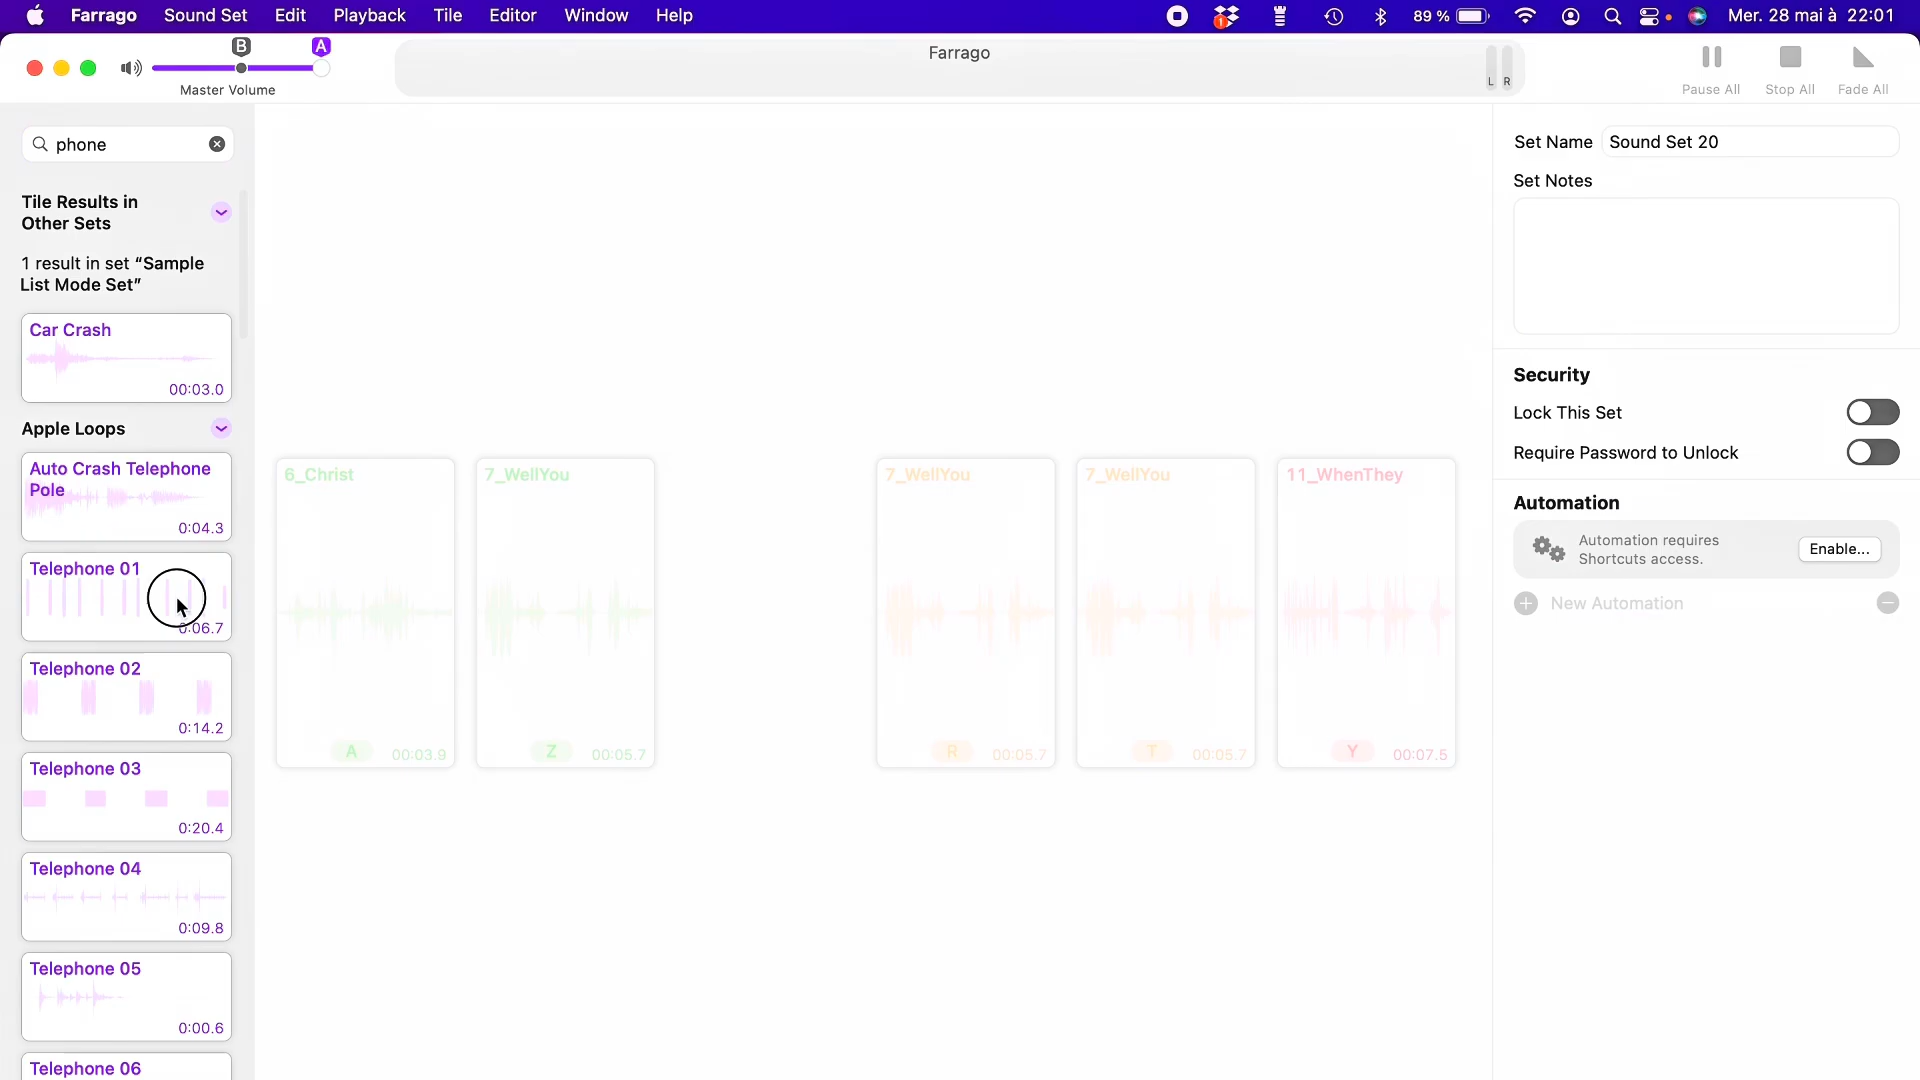 Farrago Sound Set Edit Playback Tile Editor Window Help
1
89 %
Mer. 28 mai à 22:01
B A
Master Volume
Farrago
L R
Pause All Stop All Fade All
phone
Tile Results in
Other Sets
1 result in set “Sample
List Mode Set”
Car Crash
00:03.0
Apple Loops
Auto Crash Telephone
Pole
0:04.3
Telephone 01
0:06.7
Telephone 02
0:14.2
Telephone 03
0:20.4
Telephone 04
0:09.8
Telephone 05
0:00.6
Telephone 06
6_Christ
A 00:03.9
7_WellYou
Z 00:05.7
7_WellYou
R 00:05.7
7_WellYou
T 00:05.7
11_WhenThey
Y 00:07.5
Set Name Sound Set 20
Set Notes
Security
Lock This Set
Require Password to Unlock
Automation
Automation requires
Shortcuts access.
Enable...
New Automation